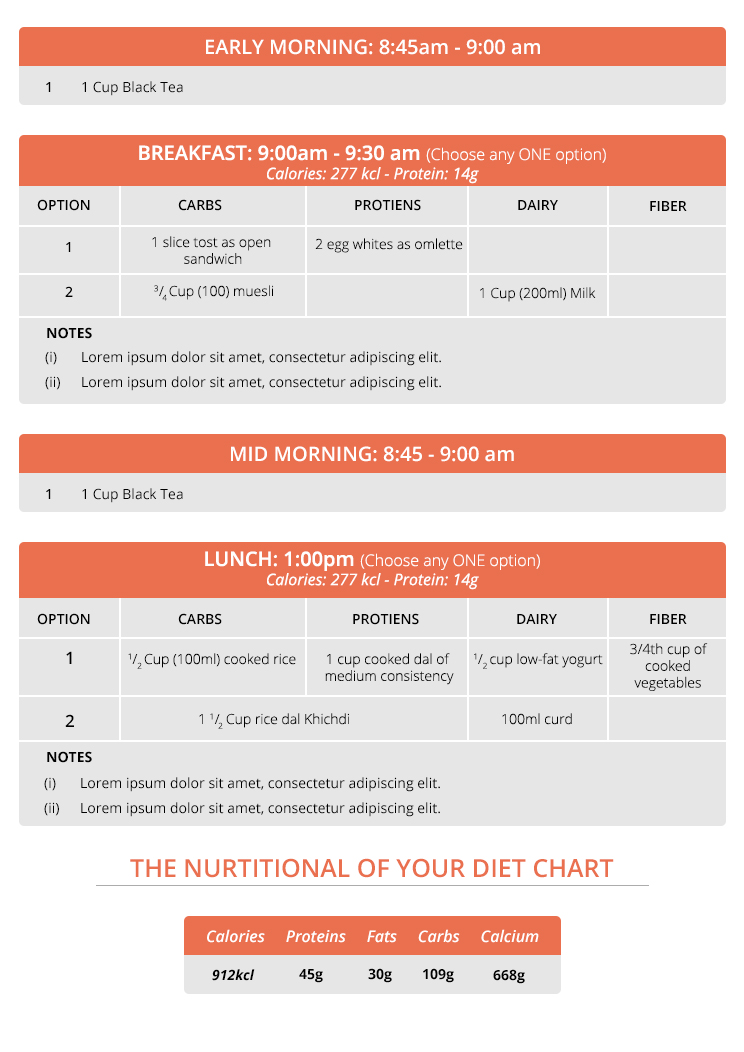 EARLY MORNING: 8:45am - 9:00 am
1 1 Cup Black Tea
BREAKFAST: 9:00am - 9:30 am (Choose any ONE option)
Calories: 277 kcl - Protein: 14g
OPTION CARBS PROTIENS DAIRY FIBER
1 1 slice tost as open sandwich 2 egg whites as omlette
2 3/4 Cup (100) muesli 1 Cup (200ml) Milk
NOTES
(i) Lorem ipsum dolor sit amet, consectetur adipiscing elit.
(ii) Lorem ipsum dolor sit amet, consectetur adipiscing elit.
MID MORNING: 8:45 - 9:00 am
1 1 Cup Black Tea
LUNCH: 1:00pm (Choose any ONE option)
Calories: 277 kcl - Protein: 14g
OPTION CARBS PROTIENS DAIRY FIBER
1 1/2 Cup (100ml) cooked rice 1 cup cooked dal of medium consistency 1/2 cup low-fat yogurt 3/4th cup of cooked vegetables
2 1 1/2 Cup rice dal Khichdi 100ml curd
NOTES
(i) Lorem ipsum dolor sit amet, consectetur adipiscing elit.
(ii) Lorem ipsum dolor sit amet, consectetur adipiscing elit.
THE NURTITIONAL OF YOUR DIET CHART
Calories Proteins Fats Carbs Calcium
912kcl 45g 30g 109g 668g